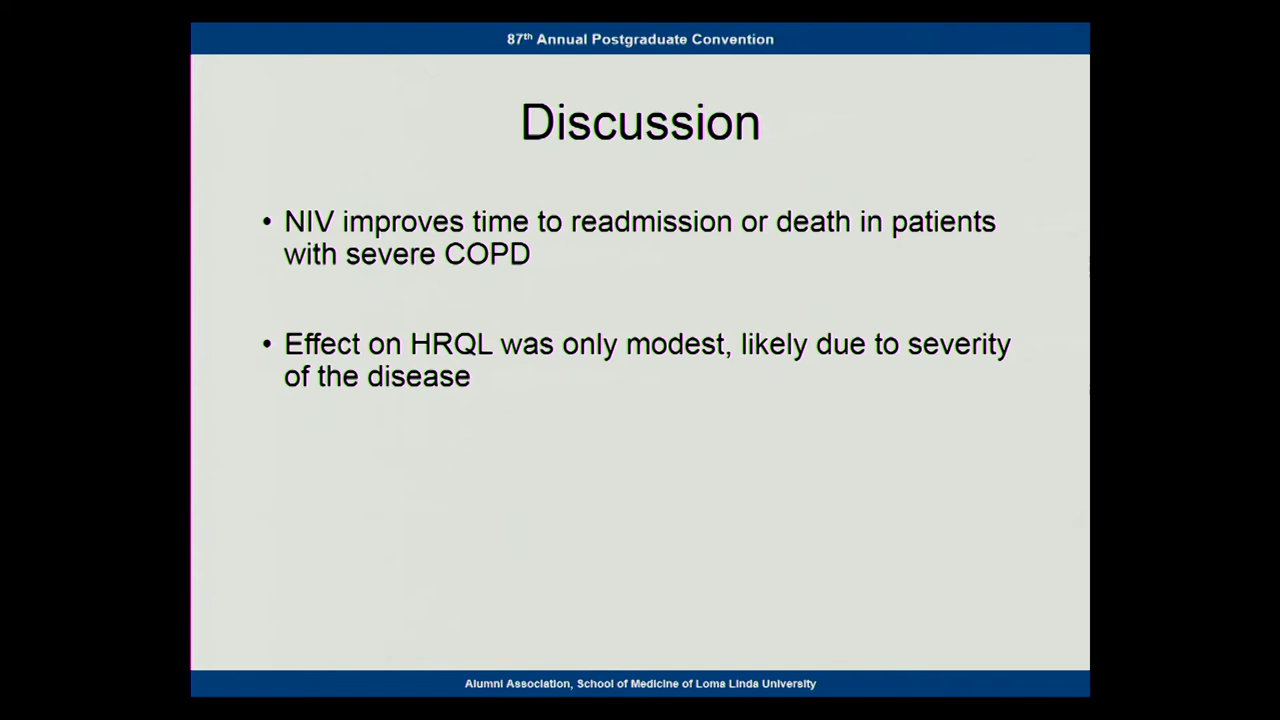 87th Annual Postgraduate Convention
Discussion
• NIV improves time to readmission or death in patients
with severe COPD
• Effect on HRQL was only modest, likely due to severity
of the disease
Alumni Association, School of Medicine of Loma Linda University